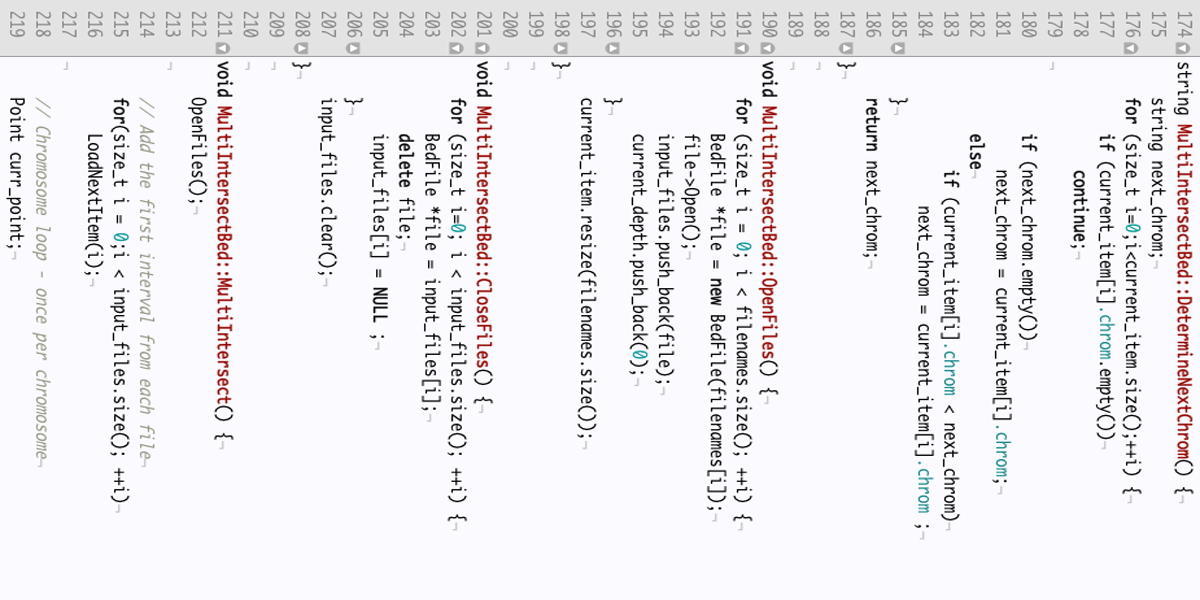 174 string MultiIntersectBed::DetermineNextChrom() {
175 string next_chrom;
176 for (size_t i=0;i<current_item.size();++i) {
177 if (current_item[i].chrom.empty())
178 continue;
179
180 if (next_chrom.empty())
181 next_chrom = current_item[i].chrom;
182 else
183 if (current_item[i].chrom < next_chrom)
184 next_chrom = current_item[i].chrom ;
185 }
186 return next_chrom;
187 }
188
189
190 void MultiIntersectBed::OpenFiles() {
191 for (size_t i = 0; i < filenames.size(); ++i) {
192 BedFile *file = new BedFile(filenames[i]);
193 file->Open();
194 input_files.push_back(file);
195 current_depth.push_back(0);
196 }
197 current_item.resize(filenames.size());
198 }
199
200
201 void MultiIntersectBed::CloseFiles() {
202 for (size_t i=0; i < input_files.size(); ++i) {
203 BedFile *file = input_files[i];
204 delete file;
205 input_files[i] = NULL ;
206 }
207 input_files.clear();
208 }
209
210
211 void MultiIntersectBed::MultiIntersect() {
212 OpenFiles();
213
214 // Add the first interval from each file
215 for(size_t i = 0;i < input_files.size(); ++i)
216 LoadNextItem(i);
217
218 // Chromosome loop - once per chromosome
219 Point curr_point;